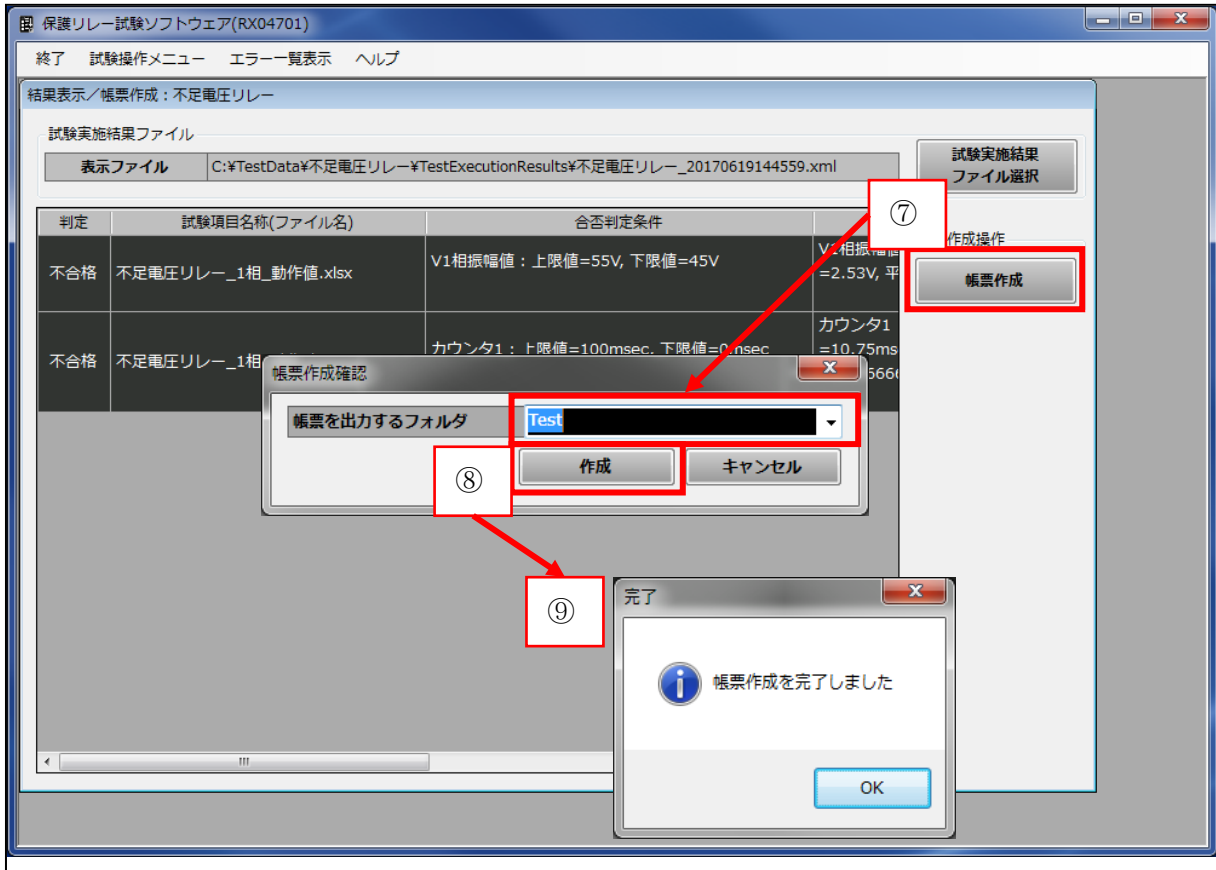 保護リレー試験ソフトウェア(RX04701)
終了 試験操作メニュー エラー一覧表示 ヘルプ
結果表示／帳票作成：不足電圧リレー
試験実施結果ファイル
表示ファイル C:¥TestData¥不足電圧リレー¥TestExecutionResults¥不足電圧リレー_20170619144559.xml
試験実施結果
ファイル選択
判定 試験項目名称(ファイル名) 合否判定条件
⑦
作成操作
帳票作成
不合格 不足電圧リレー_1相_動作値.xlsx V1相振幅値：上限値=55V, 下限値=45V
=2.53V, 平
カウンタ1
不合格 不足電圧リレー_1相 カウンタ1：上限値=100msec, 下限値=0msec
=10.75ms
帳票作成確認
帳票を出力するフォルダ Test
作成 キャンセル
⑧
⑨
完了
帳票作成を完了しました
OK